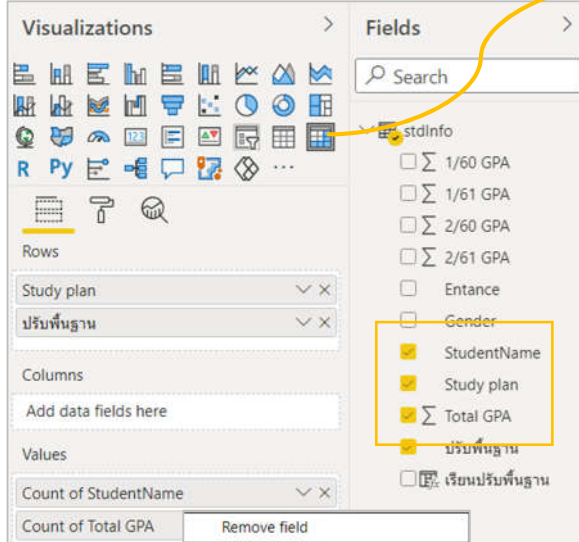 Visualizations
Fields
Search
123
R Py
stdInfo
1/60 GPA
1/61 GPA
2/60 GPA
2/61 GPA
Entance
Gender
StudentName
Study plan
Total GPA
ปรับพื้นฐาน
เรียนปรับพื้นฐาน
Rows
Study plan
ปรับพื้นฐาน
Columns
Add data fields here
Values
Count of StudentName
Count of Total GPA
Remove field